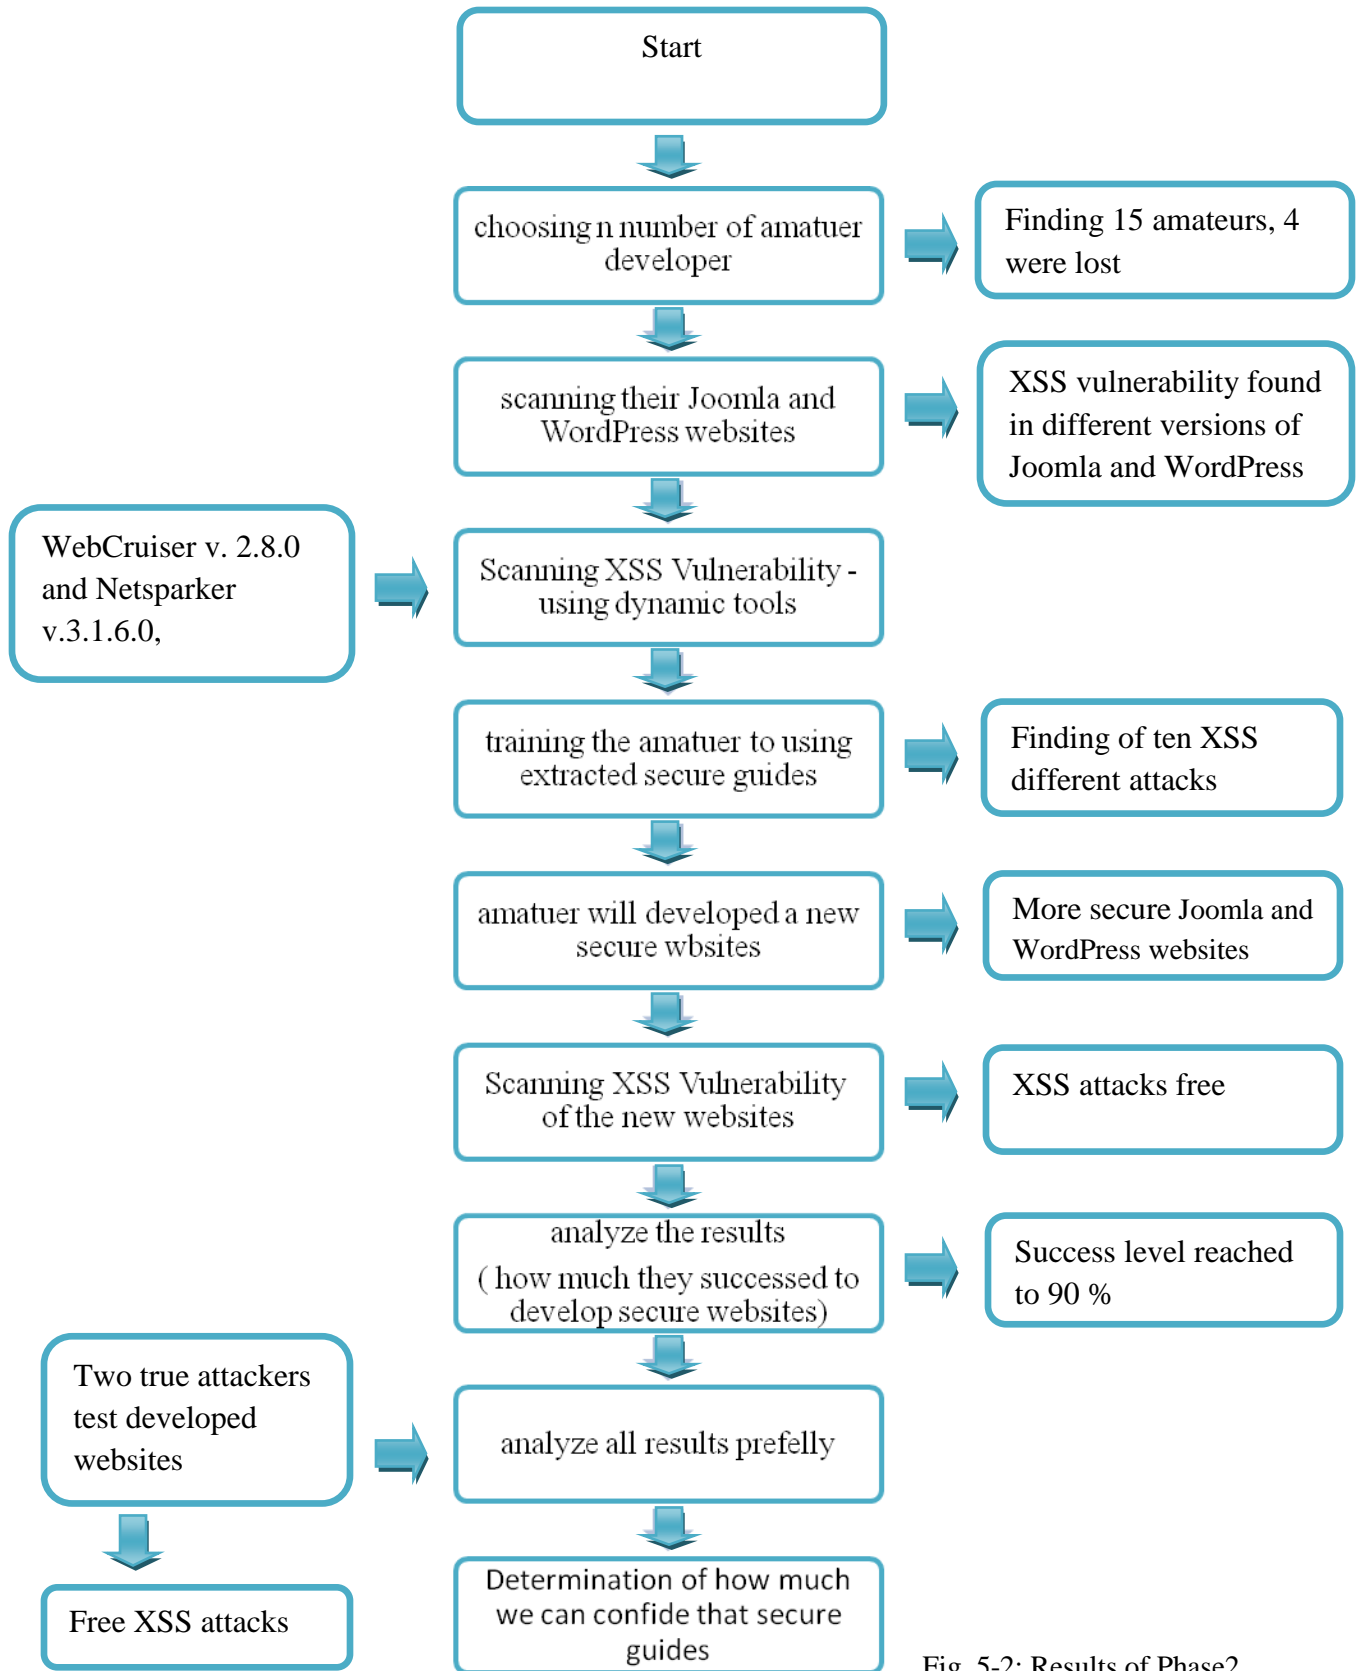 Start
choosing n number of amatuer
developer
Finding 15 amateurs, 4
were lost
scanning their Joomla and
WordPress websites
XSS vulnerability found
in different versions of
Joomla and WordPress
WebCruiser v. 2.8.0
and Netsparker
v.3.1.6.0,
Scanning XSS Vulnerability -
using dynamic tools
training the amatuer to using
extracted secure guides
Finding of ten XSS
different attacks
amatuer will developed a new
secure wbsites
More secure Joomla and
WordPress websites
Scanning XSS Vulnerability
of the new websites
XSS attacks free
analyze the results
( how much they successed to
develop secure websites)
Success level reached
to 90 %
Two true attackers
test developed
websites
analyze all results prefelly
Free XSS attacks
Determination of how much
we can confide that secure
guides
Fig. 5-2: Results of Phase2